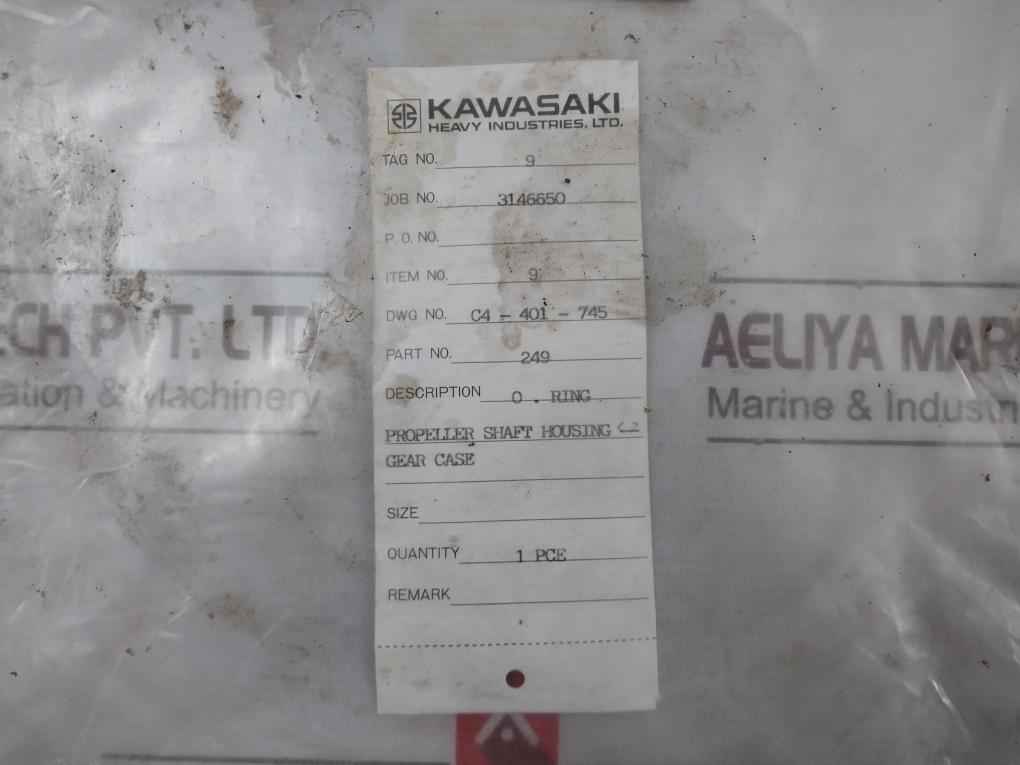 KAWASAKI
HEAVY INDUSTRIES, LTD.
TAG NO. 9
JOB NO. 3146650
P. O. NO.
ITEM NO. 9
DWG NO. C4 - 401 - 745
PART NO. 249
DESCRIPTION O . RING
PROPELLER SHAFT HOUSING
GEAR CASE
SIZE
QUANTITY 1 PCE
REMARK
ECH PVT. LTD.
ation & Machinery
AELIYA MAR
Marine & Industri